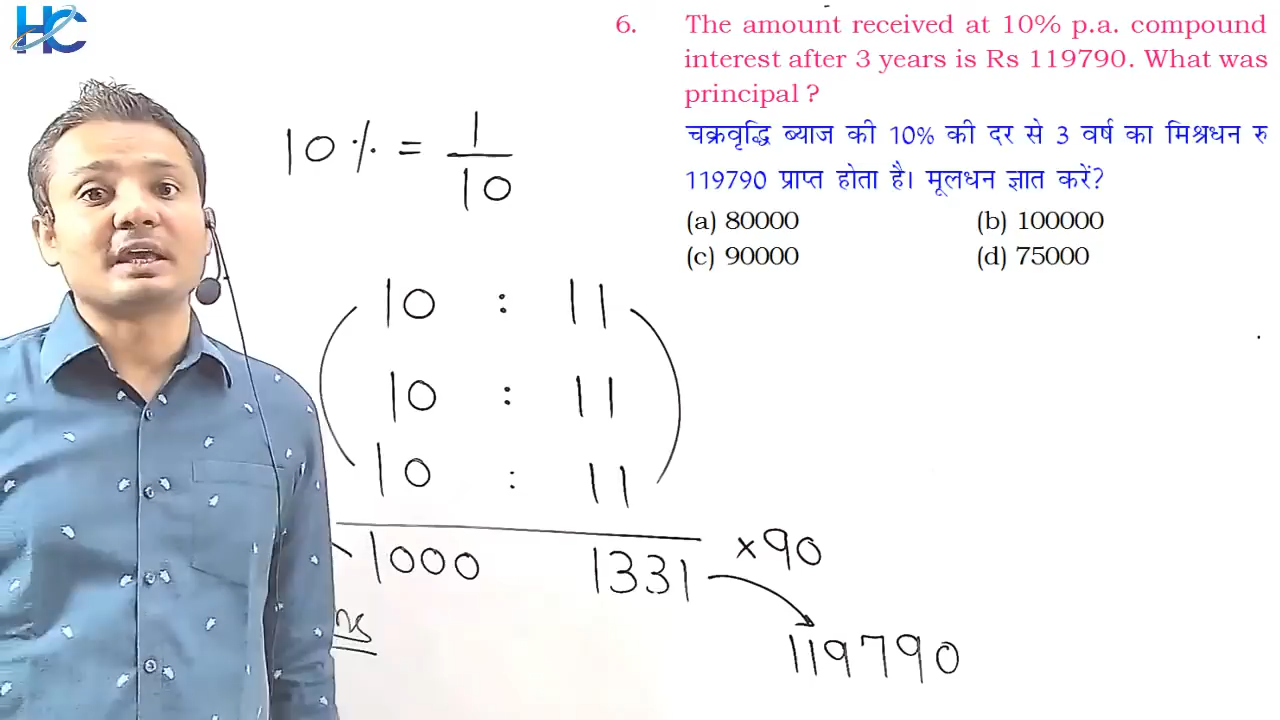 HC
6. The amount received at 10% p.a. compound
interest after 3 years is Rs 119790. What was
principal ?
चक्रवृद्धि ब्याज की 10% की दर से 3 वर्ष का मिश्रधन रु
119790 प्राप्त होता है। मूलधन ज्ञात करें?
(a) 80000 (b) 100000
(c) 90000 (d) 75000
10% = 1/10
10 : 11
10 : 11
10 : 11
1000 1331 ×90
119790